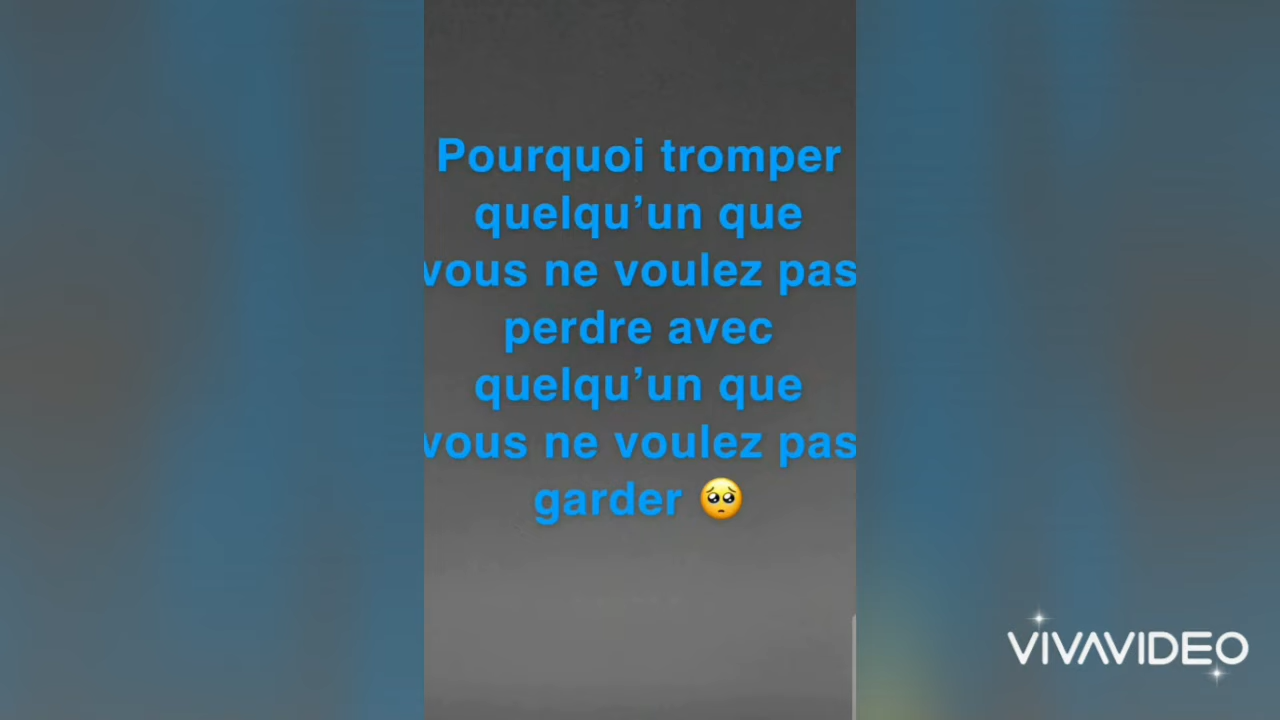 Pourquoi tromper
quelqu’un que
vous ne voulez pas
perdre avec
quelqu’un que
vous ne voulez pas
garder 🥺
VIVAVIDEO